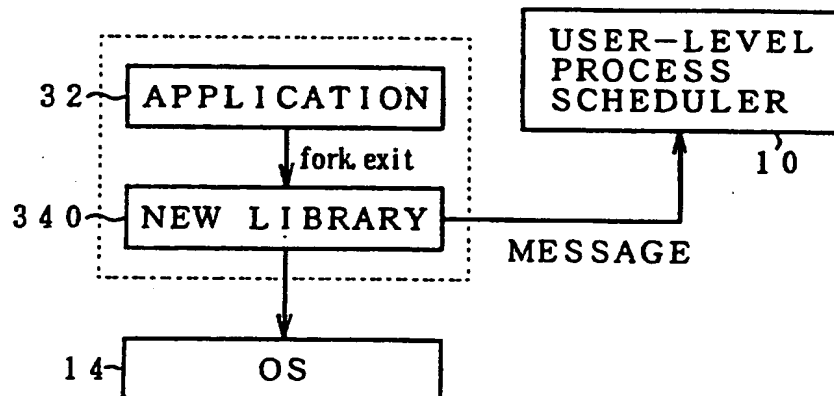 USER-LEVEL
PROCESS
SCHEDULER
10
32 APPLICATION
fork. exit
340 NEW LIBRARY
MESSAGE
14 OS